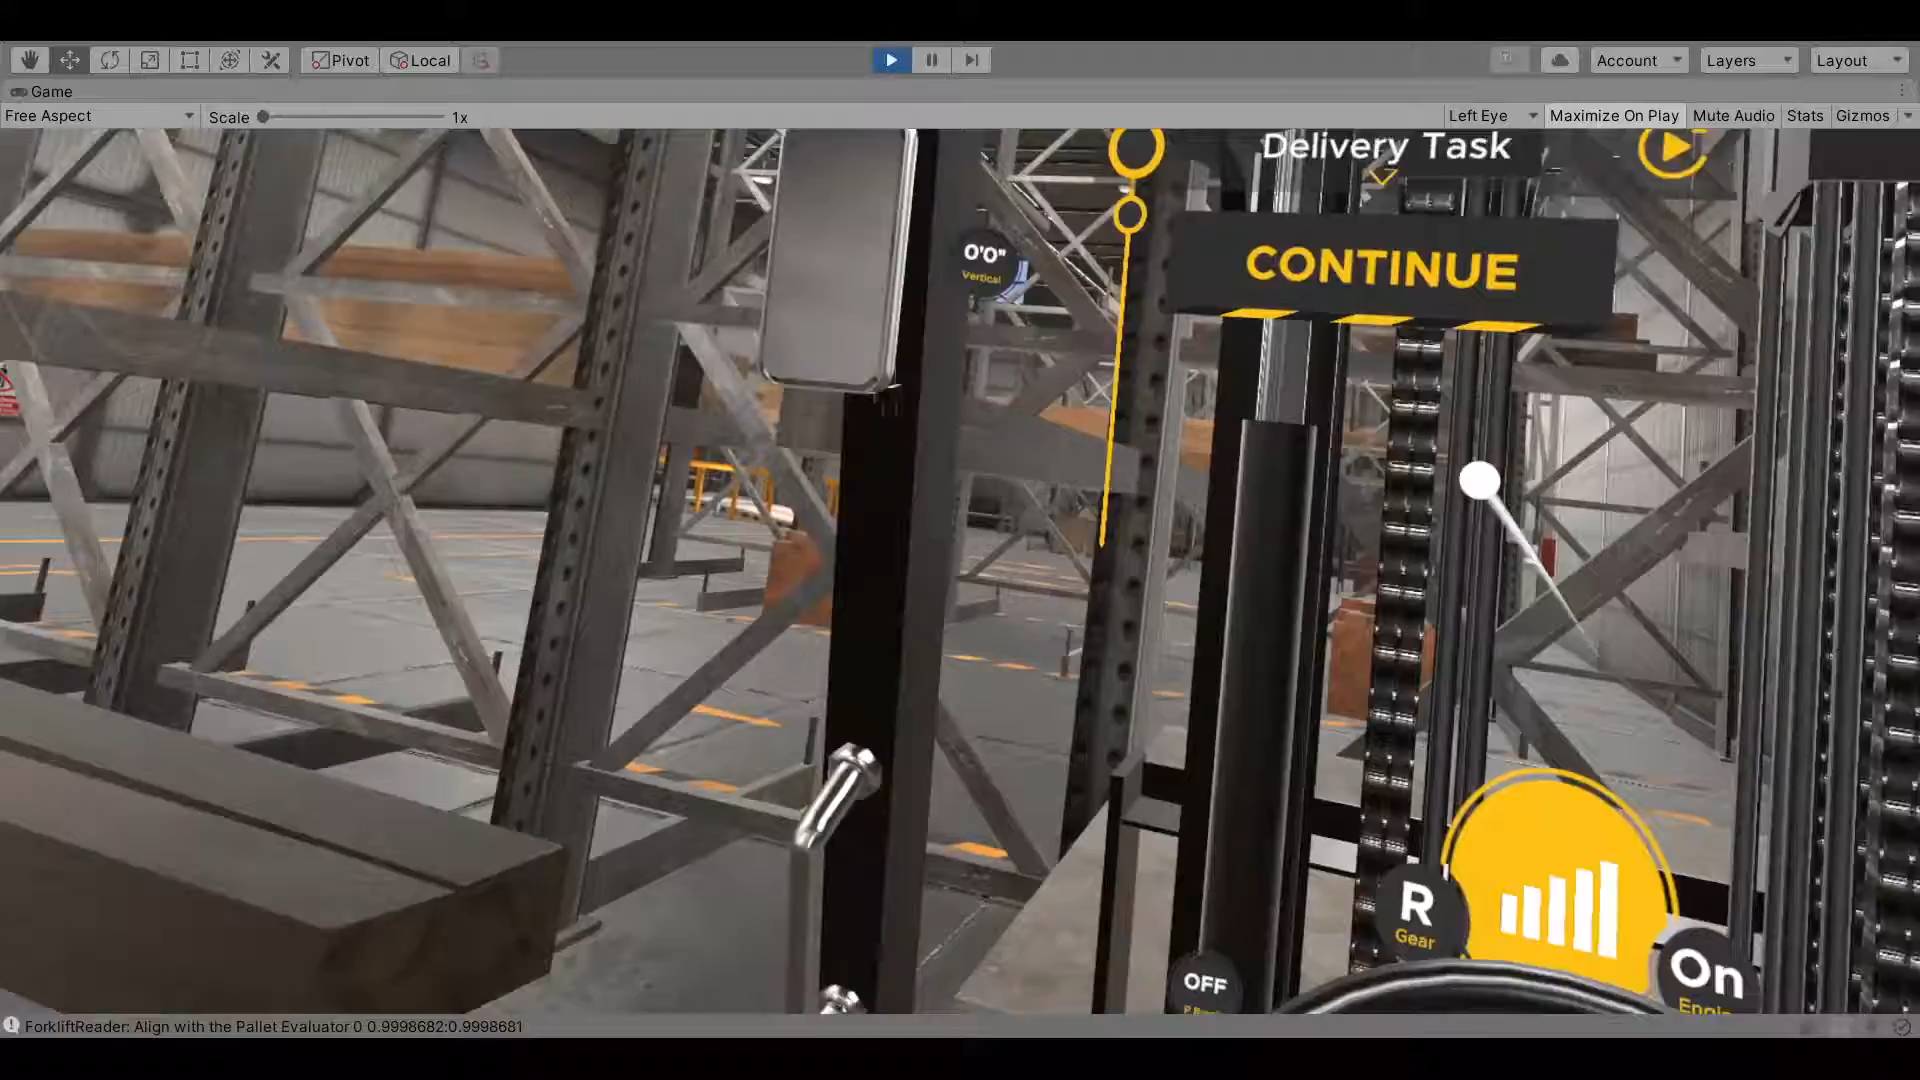 Pivot
Local
Account
Layers
Layout
Game
Free Aspect
Scale
1x
Left Eye
Maximize On Play
Mute Audio
Stats
Gizmos
Delivery Task
0'0"
Vertical
CONTINUE
R
Gear
On
OFF
ForkliftReader: Align with the Pallet Evaluator 0 0.9998682:0.9998681